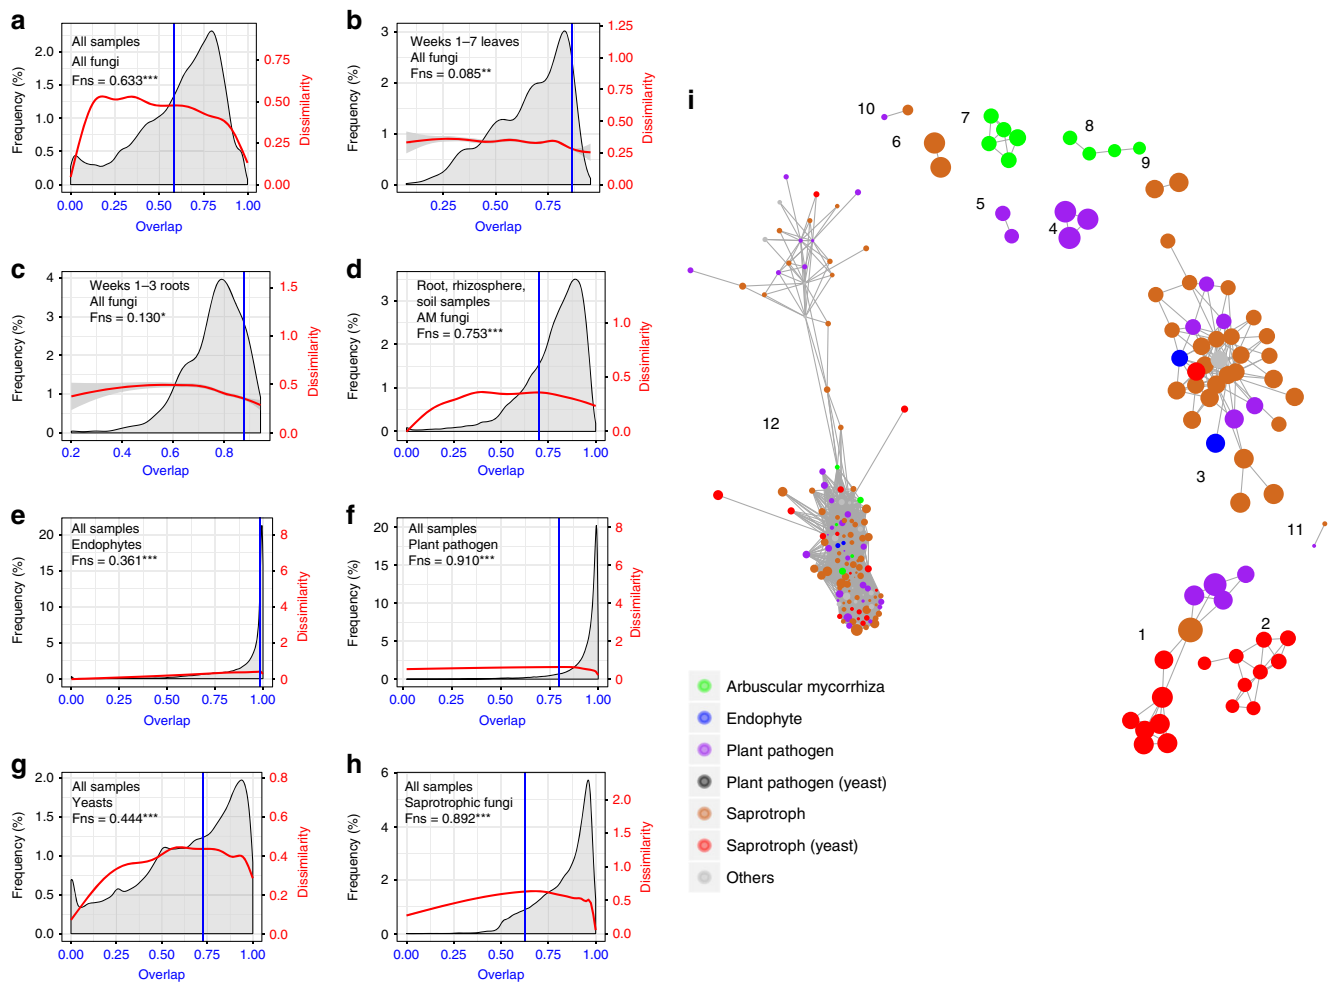 a
All samples
All fungi
Fns = 0.633***
Frequency (%)
2.0
1.5
1.0
0.5
0.0
0.75
0.50
0.25
0.00
Dissimilarity
0.00 0.25 0.50 0.75 1.00
Overlap
b
Weeks 1–7 leaves
All fungi
Fns = 0.085**
Frequency (%)
3
2
1
0
1.25
1.00
0.75
0.50
0.25
0.00
Dissimilarity
0.25 0.50 0.75
Overlap
c
Weeks 1–3 roots
All fungi
Fns = 0.130*
Frequency (%)
4
3
2
1
0
1.5
1.0
0.5
0.0
Dissimilarity
0.2 0.4 0.6 0.8
Overlap
d
Root, rhizosphere,
soil samples
AM fungi
Fns = 0.753***
Frequency (%)
3
2
1
0
1.0
0.5
0.0
Dissimilarity
0.00 0.25 0.50 0.75 1.00
Overlap
e
All samples
Endophytes
Fns = 0.361***
Frequency (%)
20
15
10
5
0
8
6
4
2
0
Dissimilarity
0.00 0.25 0.50 0.75 1.00
Overlap
f
All samples
Plant pathogen
Fns = 0.910***
Frequency (%)
20
15
10
5
0
8
6
4
2
0
Dissimilarity
0.00 0.25 0.50 0.75 1.00
Overlap
g
All samples
Yeasts
Fns = 0.444***
Frequency (%)
2.0
1.5
1.0
0.5
0.0
0.8
0.6
0.4
0.2
0.0
Dissimilarity
0.00 0.25 0.50 0.75 1.00
Overlap
h
All samples
Saprotrophic fungi
Fns = 0.892***
Frequency (%)
6
4
2
0
2.0
1.5
1.0
0.5
0.0
Dissimilarity
0.00 0.25 0.50 0.75 1.00
Overlap
i
10
6
7
8
9
5
4
12
3
11
1
2
Arbuscular mycorrhiza
Endophyte
Plant pathogen
Plant pathogen (yeast)
Saprotroph
Saprotroph (yeast)
Others